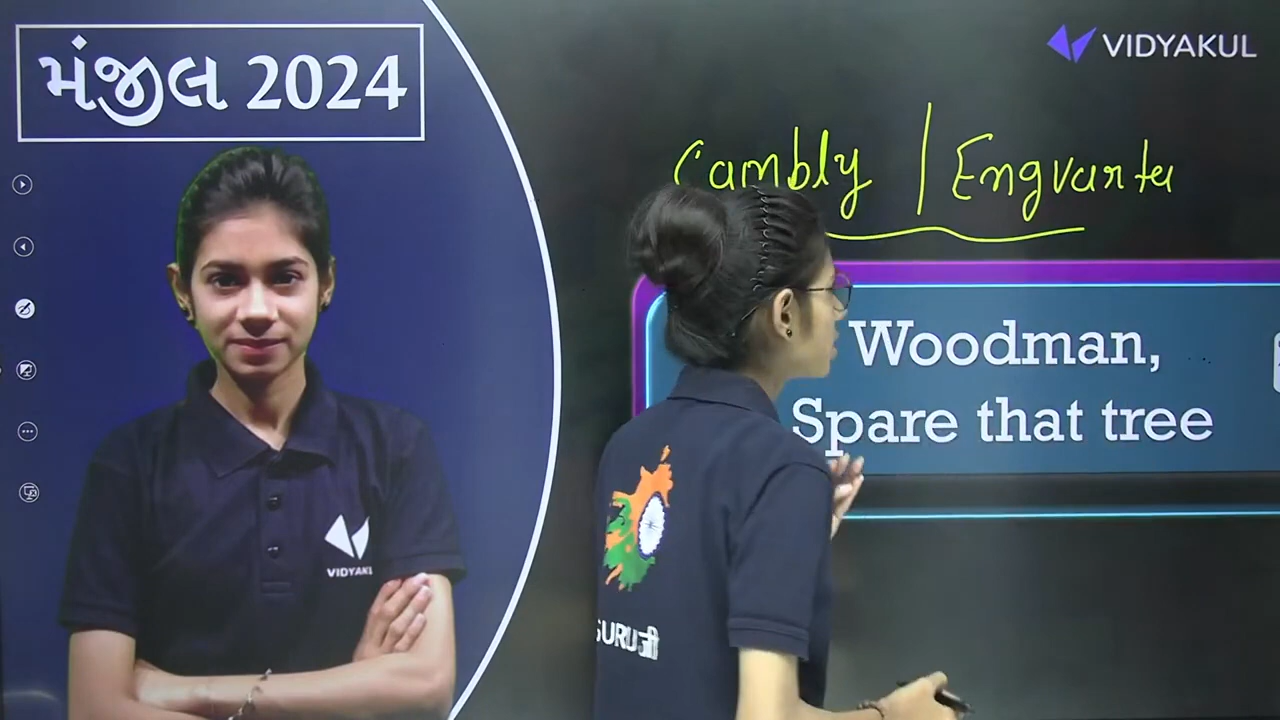 મંજીલ 2024
VIDYAKUL
Cambly | Engvarta
Woodman,
Spare that tree
VIDYAKUL
GURUजी